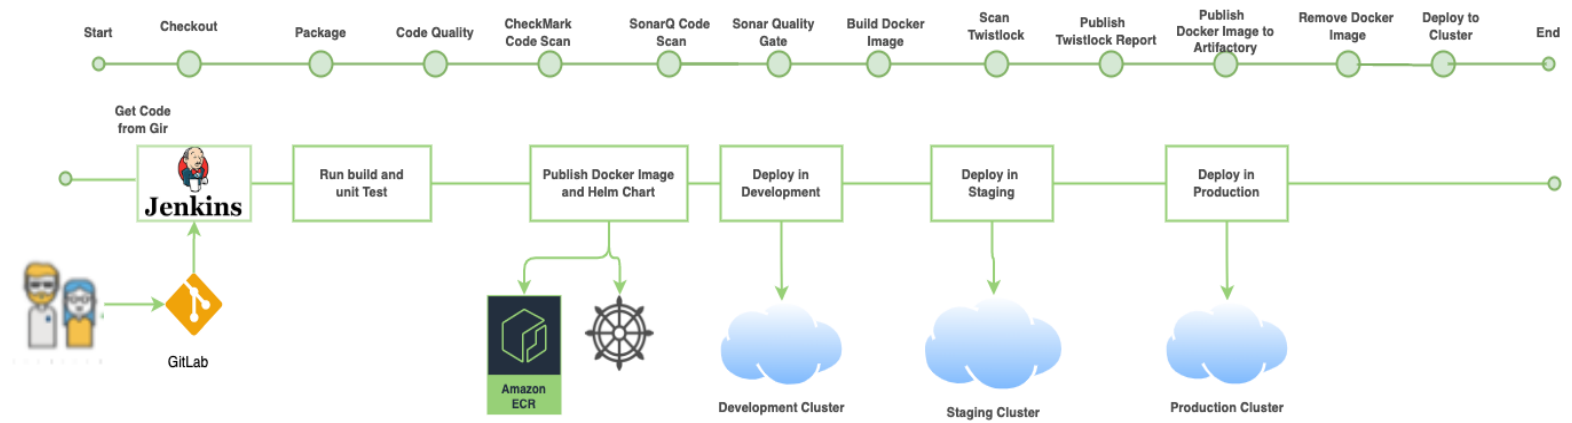 Start
Checkout
Package
Code Quality
CheckMark
Code Scan
SonarQ Code
Scan
Sonar Quality
Gate
Build Docker
Image
Scan
Twistlock
Publish
Twistlock Report
Publish
Docker Image to
Artifactory
Remove Docker
Image
Deploy to
Cluster
End
Get Code
from Gir
Jenkins
Run build and
unit Test
Publish Docker Image
and Helm Chart
Deploy in
Development
Deploy in
Staging
Deploy in
Production
GitLab
Amazon
ECR
Development Cluster
Staging Cluster
Production Cluster